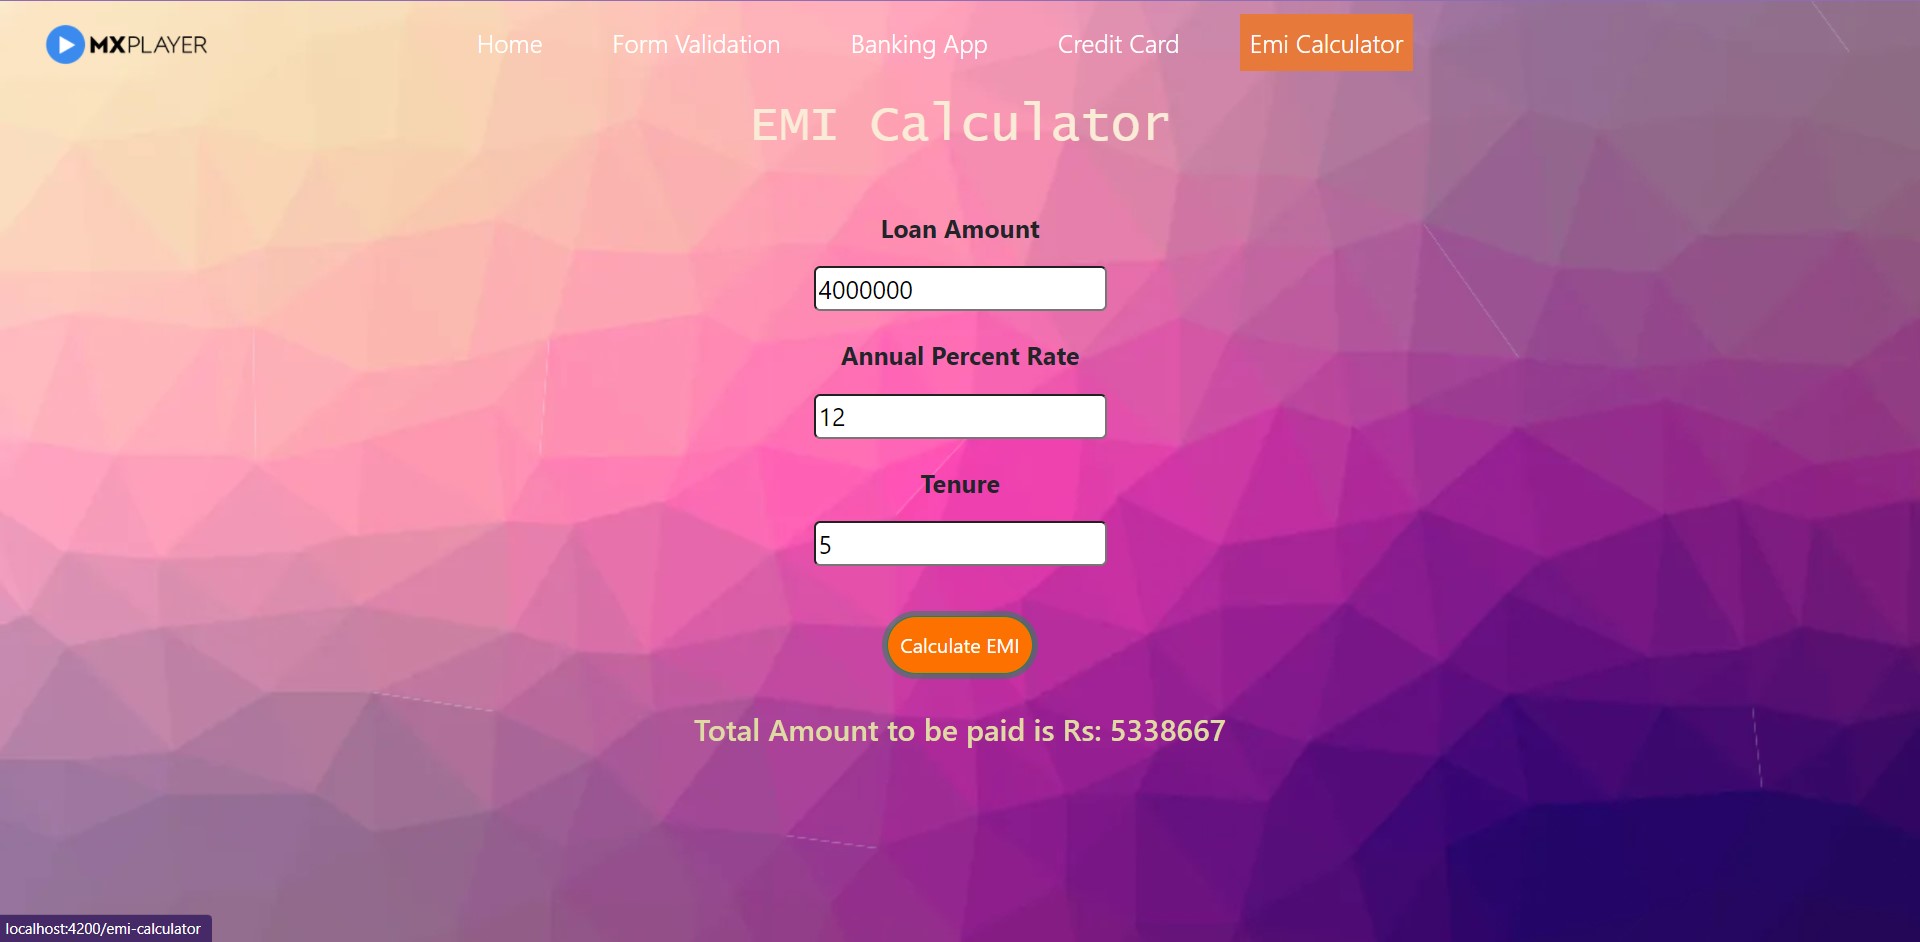 MXPLAYER
Home Form Validation Banking App Credit Card Emi Calculator
EMI Calculator
Loan Amount
4000000
Annual Percent Rate
12
Tenure
5
Calculate EMI
Total Amount to be paid is Rs: 5338667
localhost:4200/emi-calculator